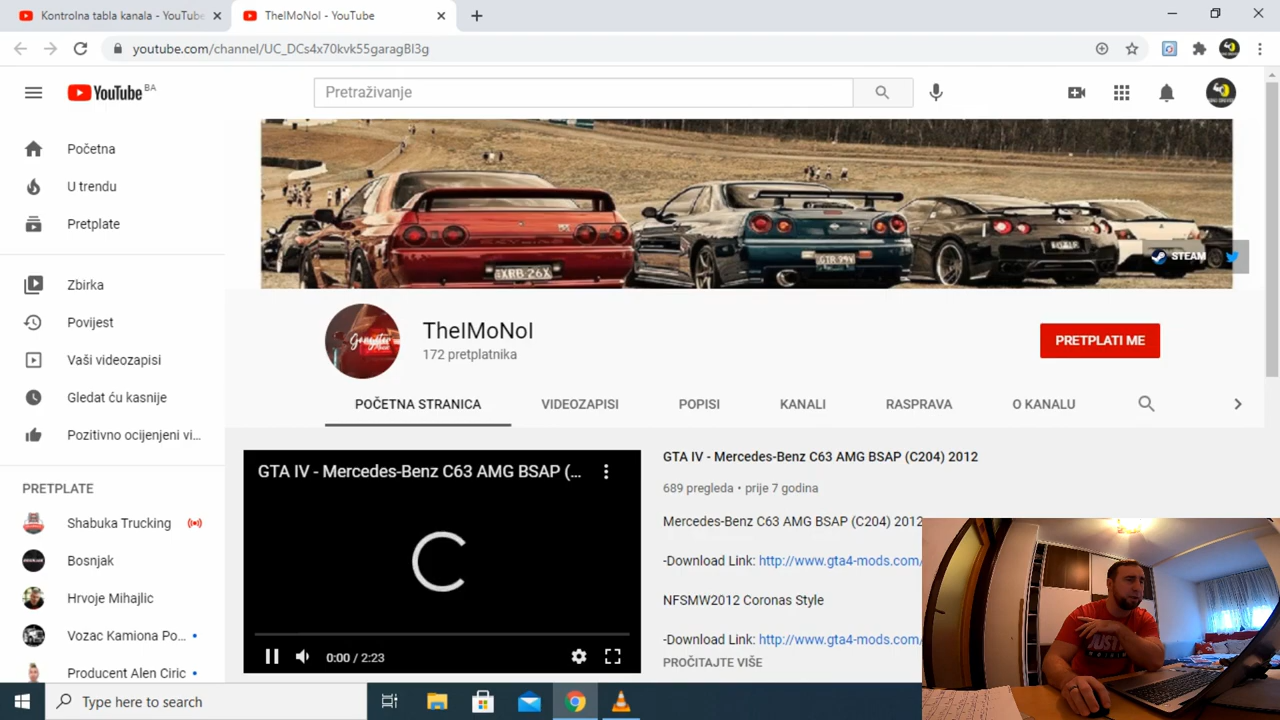 Kontrolna tabla kanala - YouTube
TheIMoNoI - YouTube
youtube.com/channel/UC_DCs4x70kvk55garagBl3g
YouTube BA
Pretraživanje
Početna
U trendu
Pretplate
Zbirka
Povijest
Vaši videozapisi
Gledat ću kasnije
Pozitivno ocijenjeni vi...
PRETPLATE
Shabuka Trucking
Bosnjak
Hrvoje Mihajlic
Vozac Kamiona Po...
Producent Alen Ciric
XRB·26X
GTR·99X
STEAM
TheIMoNoI
172 pretplatnika
PRETPLATI ME
POČETNA STRANICA
VIDEOZAPISI
POPISI
KANALI
RASPRAVA
O KANALU
GTA IV - Mercedes-Benz C63 AMG BSAP (...
0:00 / 2:23
GTA IV - Mercedes-Benz C63 AMG BSAP (C204) 2012
689 pregleda • prije 7 godina
Mercedes-Benz C63 AMG BSAP (C204) 2012
-Download Link: http://www.gta4-mods.com/
NFSMW2012 Coronas Style
-Download Link: http://www.gta4-mods.com/
PROČITAJTE VIŠE
Type here to search